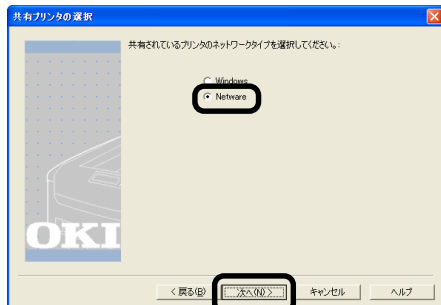 共有プリンタの選択
共有されているプリンタのネットワークタイプを選択してください。:
Windows
Netware
OKI
< 戻る(B)
次へ(N) >
キャンセル
ヘルプ